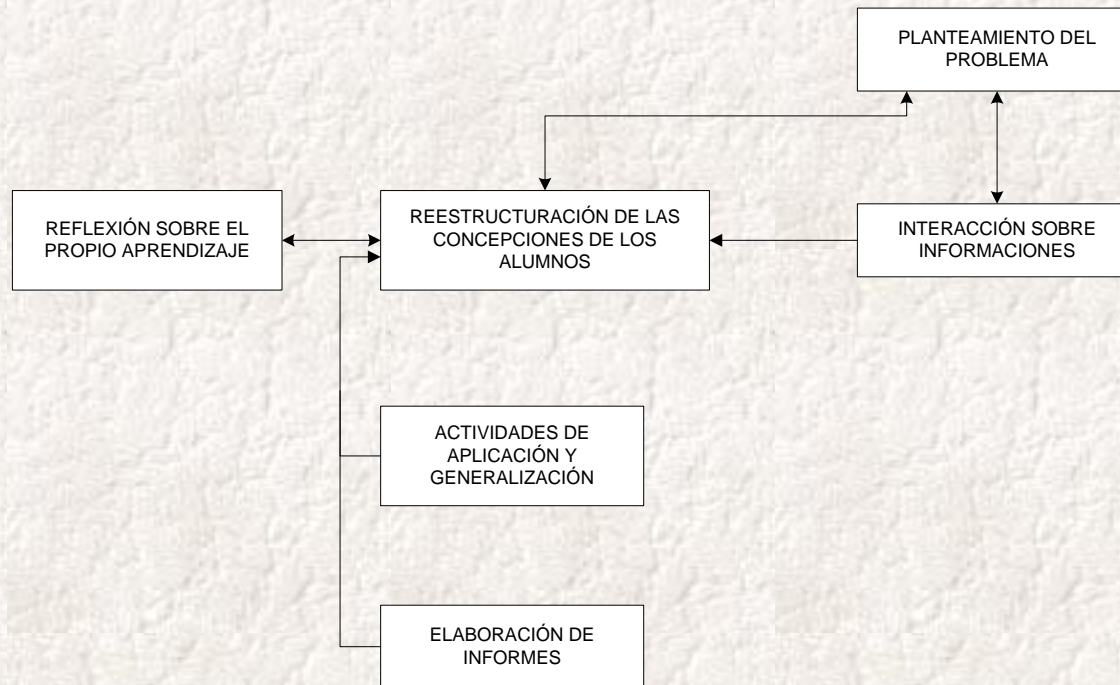 PLANTEAMIENTO DEL
PROBLEMA
REFLEXIÓN SOBRE EL
PROPIO APRENDIZAJE
REESTRUCTURACIÓN DE LAS
CONCEPCIONES DE LOS
ALUMNOS
INTERACCIÓN SOBRE
INFORMACIONES
ACTIVIDADES DE
APLICACIÓN Y
GENERALIZACIÓN
ELABORACIÓN DE
INFORMES